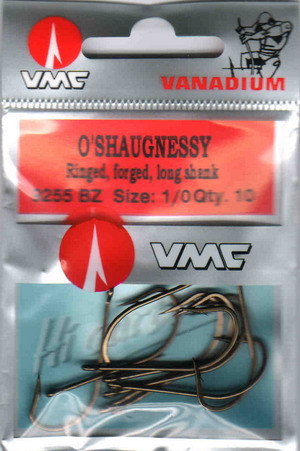 VMC
VANADIUM
O'SHAUGNESSY
Ringed, forged, long shank
9255 BZ Size: 1/0 Qty. 10
VMC